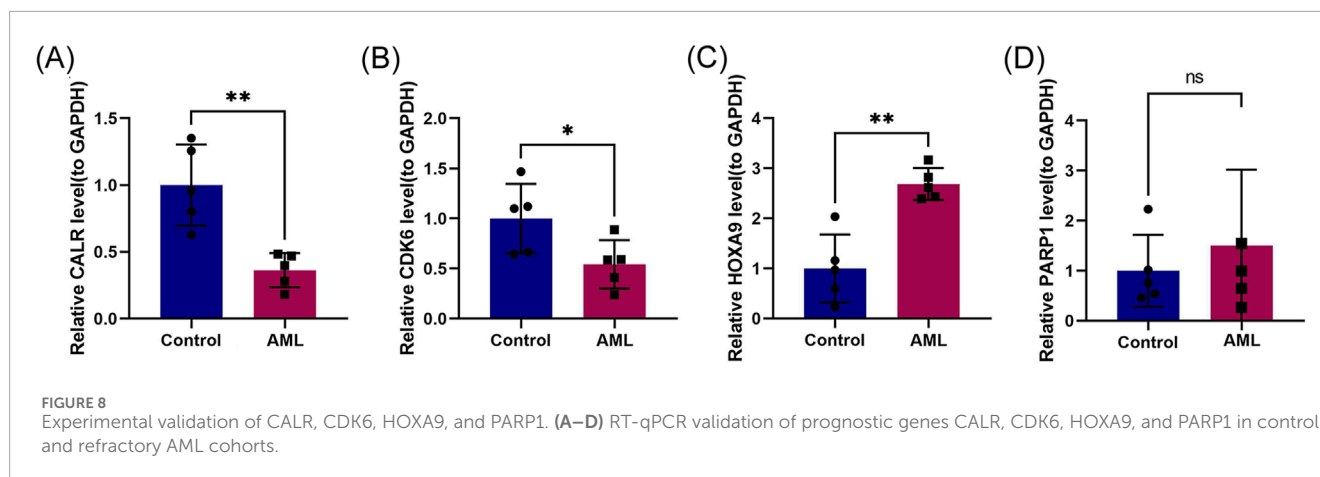 (A)
Relative CALR level(to GAPDH)
1.5
1.0
0.5
0.0
**
Control
AML
(B)
Relative CDK6 level(to GAPDH)
2.0
1.5
1.0
0.5
0.0
*
Control
AML
(C)
Relative HOXA9 level(to GAPDH)
4
3
2
1
0
**
Control
AML
(D)
Relative PARP1 level(to GAPDH)
4
3
2
1
0
ns
Control
AML
FIGURE 8
Experimental validation of CALR, CDK6, HOXA9, and PARP1. (A–D) RT-qPCR validation of prognostic genes CALR, CDK6, HOXA9, and PARP1 in control
and refractory AML cohorts.